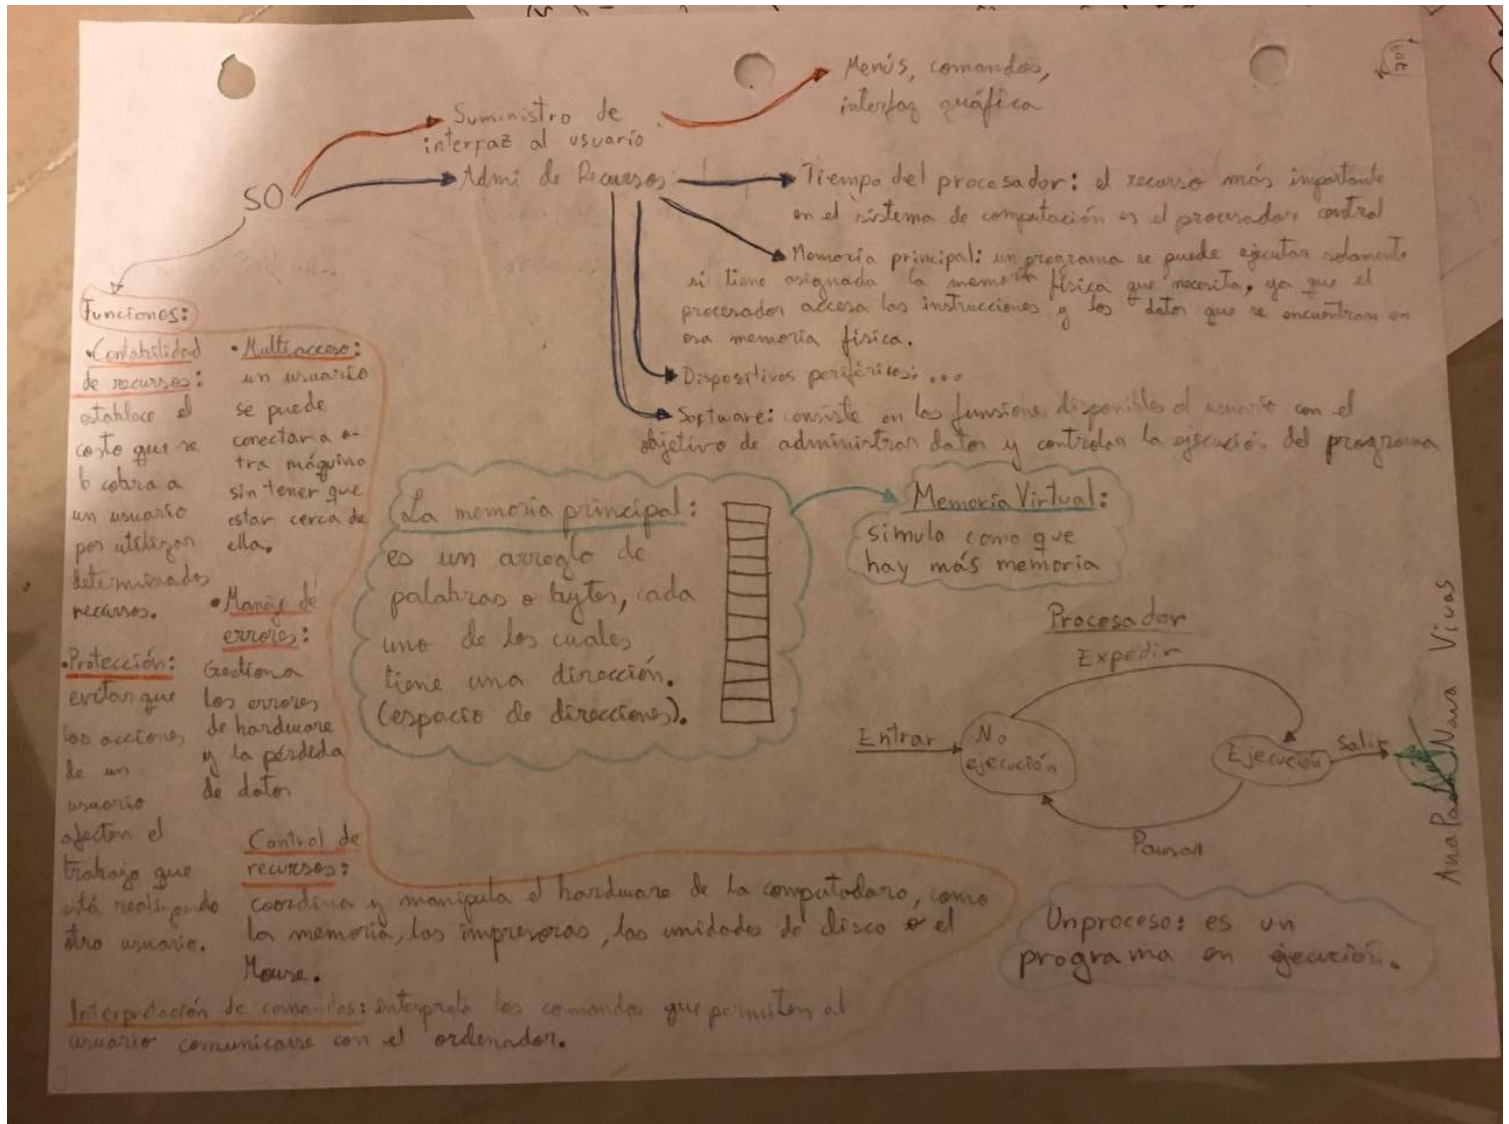 SO
Suministro de
interfaz al usuario
Menús, comandos,
interfaz gráfica
Admi de Recursos:
Tiempo del procesador: el recurso más importante
en el sistema de computación es el procesador control
Memoria principal: un programa se puede ejecutar solamente
si tiene asignada la memoria física que necesita, ya que el
procesador accesa las instrucciones y los datos que se encuentran en
esa memoria física.
Dispositivos periféricos: ...
Software: consiste en las funsiones disponibles al usuario con el
objetivo de administrar datos y controlar la ejecución del programa
Funciones:
•Contabilidad
de recursos:
establace el
costo que se
le cobra a
un usuario
por utilizar
determinados
recursos.
•Protección:
evitar que
las acciones
de un
usuario
afecten el
trabajo que
está realizando
otro usuario.
•Multiacceso:
un usuario
se puede
conectar a o-
tra máquina
sin tener que
estar cerca de
ella.
•Manejo de
errores:
Gestiona
los errores
de hardware
y la pérdida
de datos
Control de
recursos:
coordina y manipula el hardware de la computadora, como
la memoria, las impresoras, las unidades de disco o el
Mouse.
Interpretación de comandos: interpreta los comandos que permiten al
usuario comunicarse con el ordenador.
La memoria principal:
es un arreglo de
palabras o bytes, cada
uno de los cuales
tiene una dirección.
(espacio de direcciones).
Memoria Virtual:
simula como que
hay más memoria
Procesador
Expedir
Entrar
No
ejecución
Ejecución
Salir
Pausar
Un proceso: es un
programa en ejecución.
Ana Paula Nava Vivas